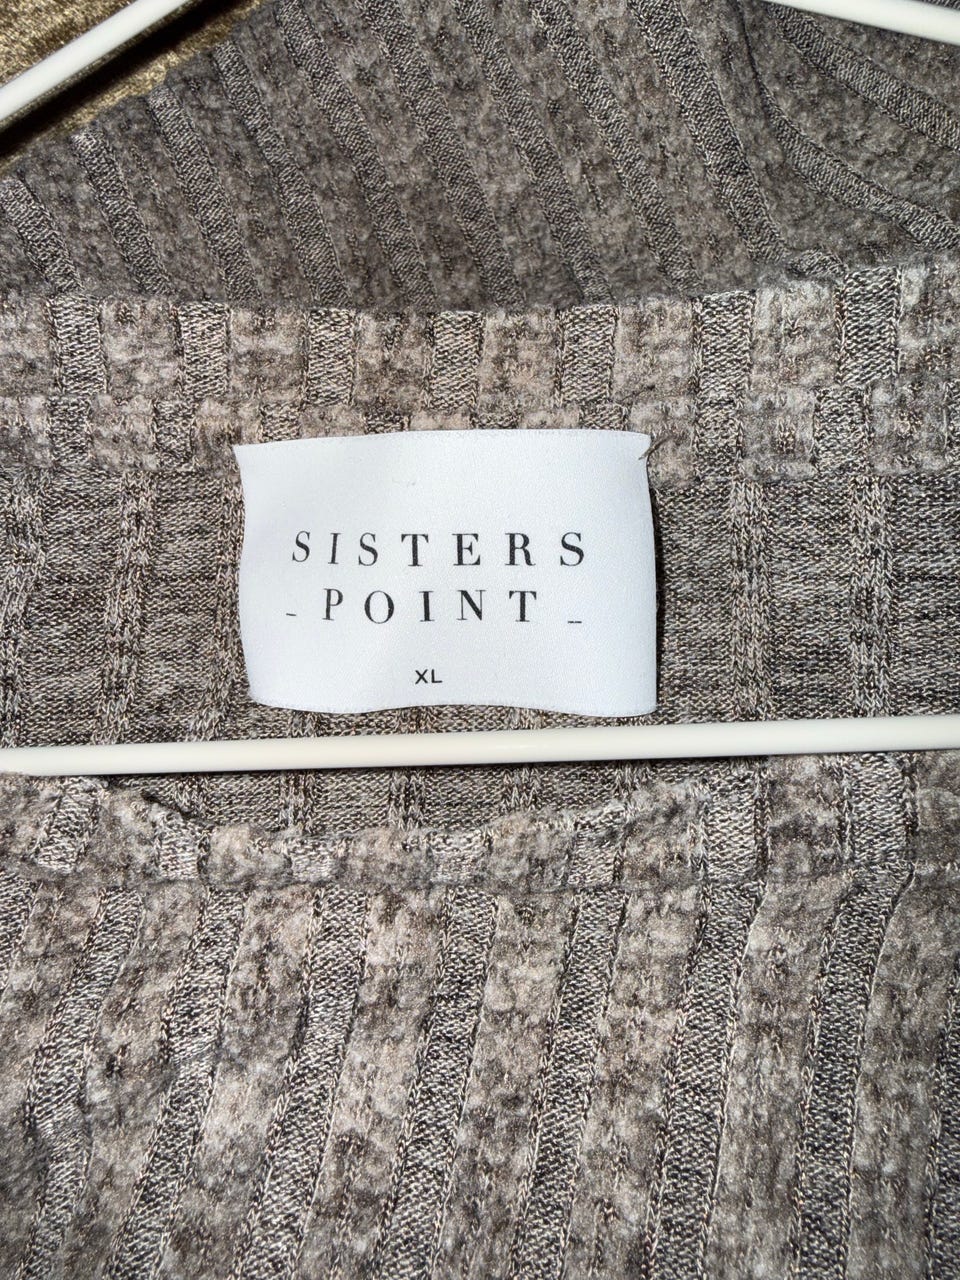 SISTERS
- POINT -
XL